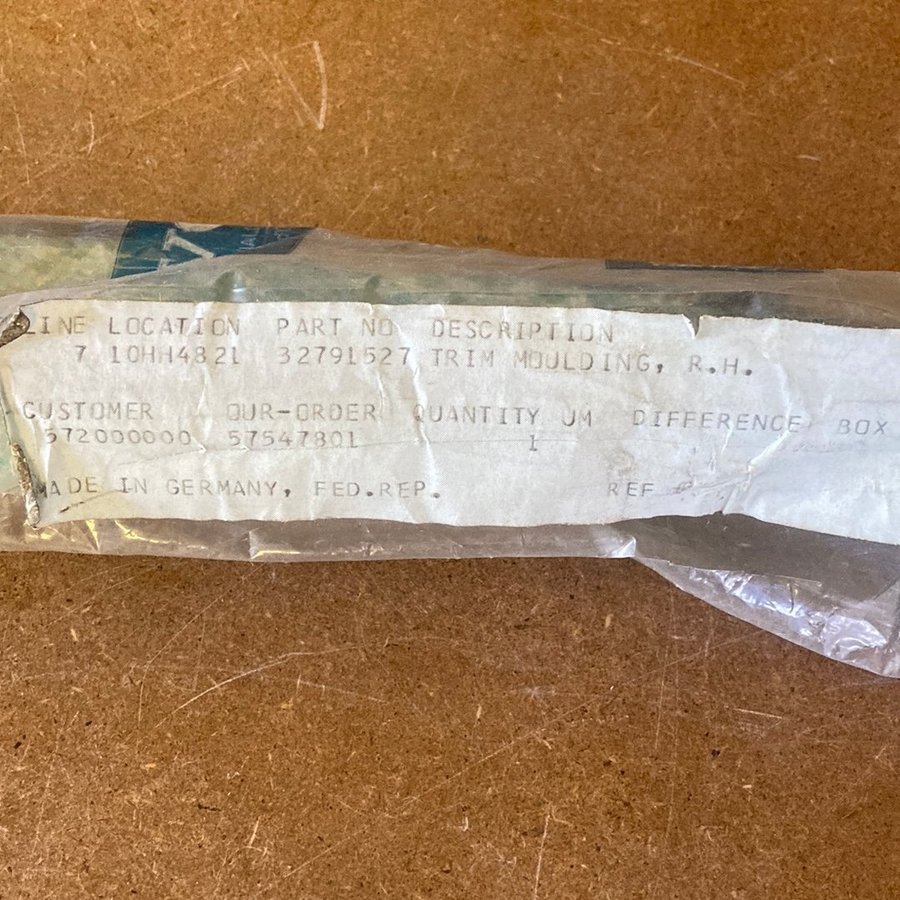 LINE LOCATION PART NO DESCRIPTION
7 10HH4821 32791527 TRIM MOULDING, R.H.
CUSTOMER OUR-ORDER QUANTITY UM DIFFERENCE BOX
572000000 57547801 1
MADE IN GERMANY, FED.REP. REF